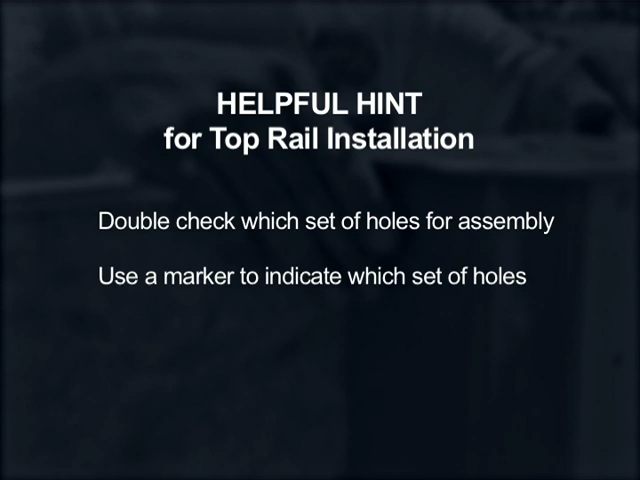 HELPFUL HINT
for Top Rail Installation
Double check which set of holes for assembly
Use a marker to indicate which set of holes